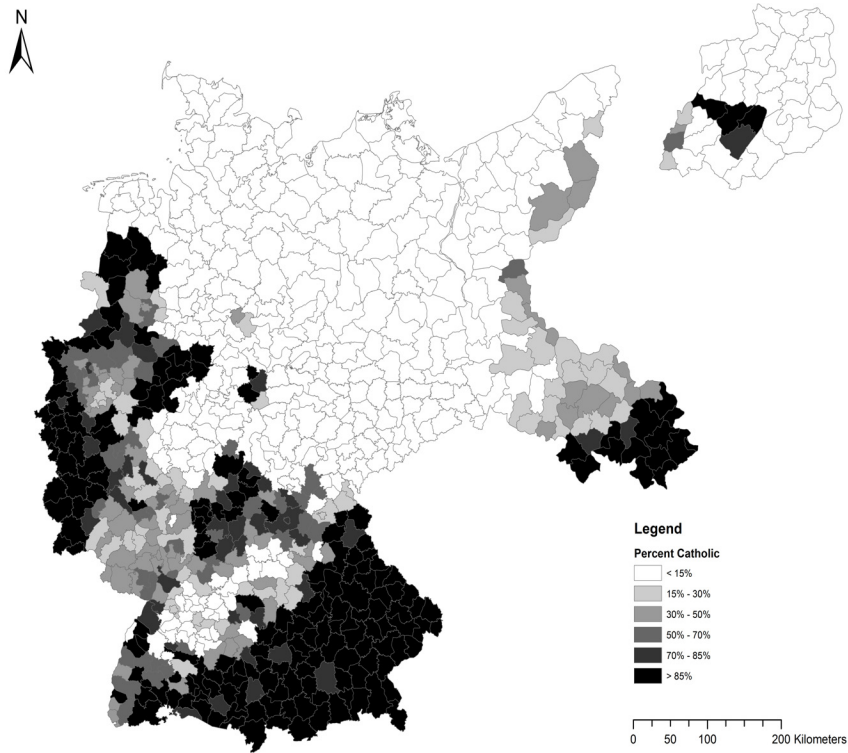 N
Legend
Percent Catholic
< 15%
15% - 30%
30% - 50%
50% - 70%
70% - 85%
> 85%
0 50 100 200 Kilometers